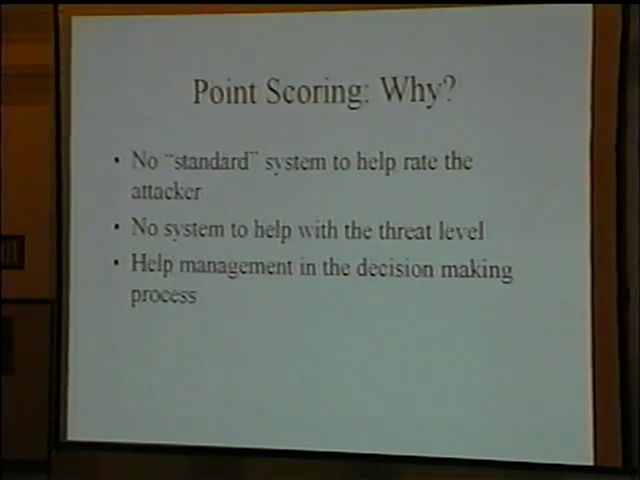 Point Scoring: Why?
• No "standard" system to help rate the
attacker
• No system to help with the threat level
• Help management in the decision making
process